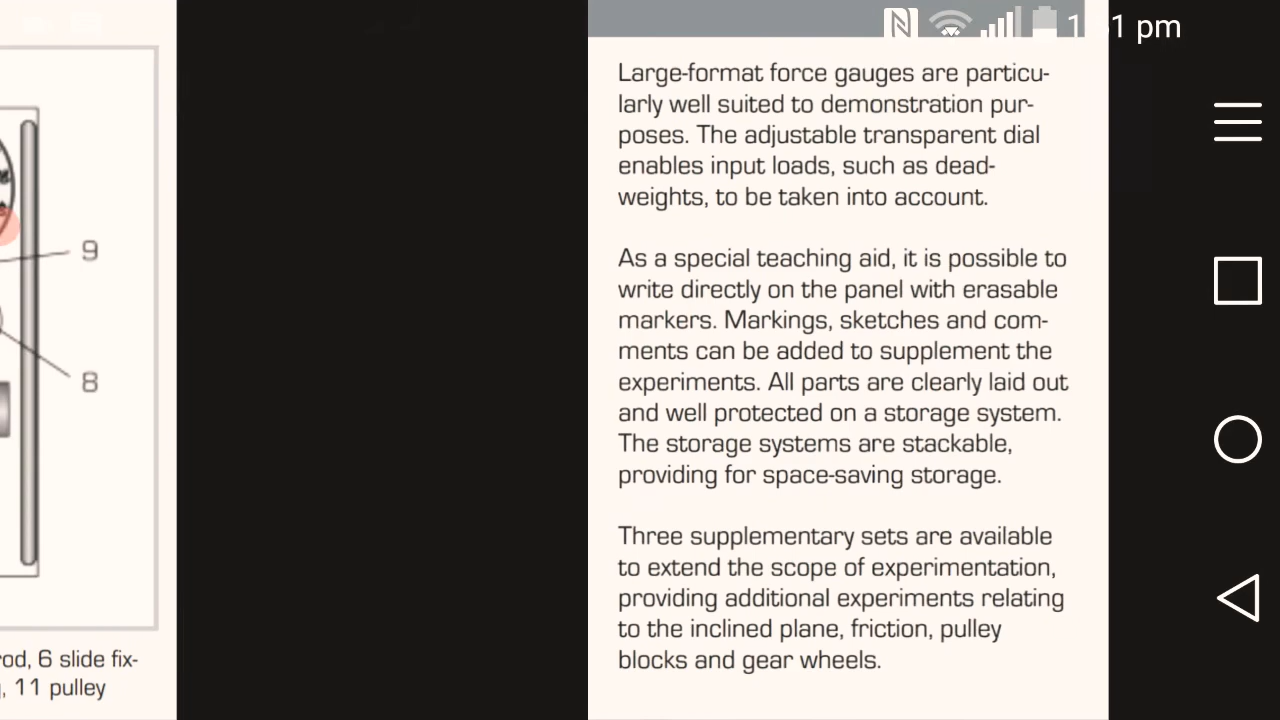 Large-format force gauges are particu-
larly well suited to demonstration pur-
poses. The adjustable transparent dial
enables input loads, such as dead-
weights, to be taken into account.
As a special teaching aid, it is possible to
write directly on the panel with erasable
markers. Markings, sketches and com-
ments can be added to supplement the
experiments. All parts are clearly laid out
and well protected on a storage system.
The storage systems are stackable,
providing for space-saving storage.
Three supplementary sets are available
to extend the scope of experimentation,
providing additional experiments relating
to the inclined plane, friction, pulley
blocks and gear wheels.
9
8
6 slide fix-
11 pulley
pm